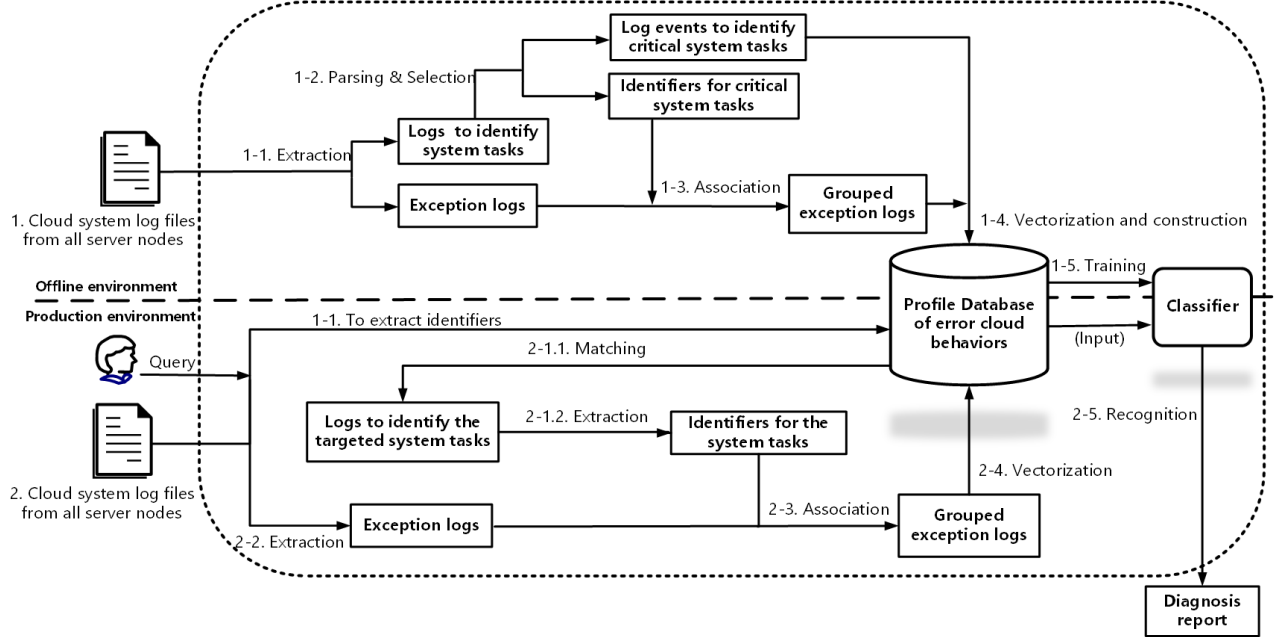 Log events to identify
critical system tasks
1-2. Parsing & Selection
Identifiers for critical
system tasks
Logs to identify
system tasks
1-1. Extraction
1-3. Association
Exception logs
Grouped
exception logs
1. Cloud system log files
from all server nodes
1-4. Vectorization and construction
1-5. Training
Offline environment
Production environment
Profile Database
of error cloud
behaviors
Classifier
1-1. To extract identifiers
(Input)
Query
2-1.1. Matching
Logs to identify the
targeted system tasks
2-1.2. Extraction
Identifiers for the
system tasks
2-5. Recognition
2-4. Vectorization
2. Cloud system log files
from all server nodes
Exception logs
2-2. Extraction
2-3. Association
Grouped
exception logs
Diagnosis
report